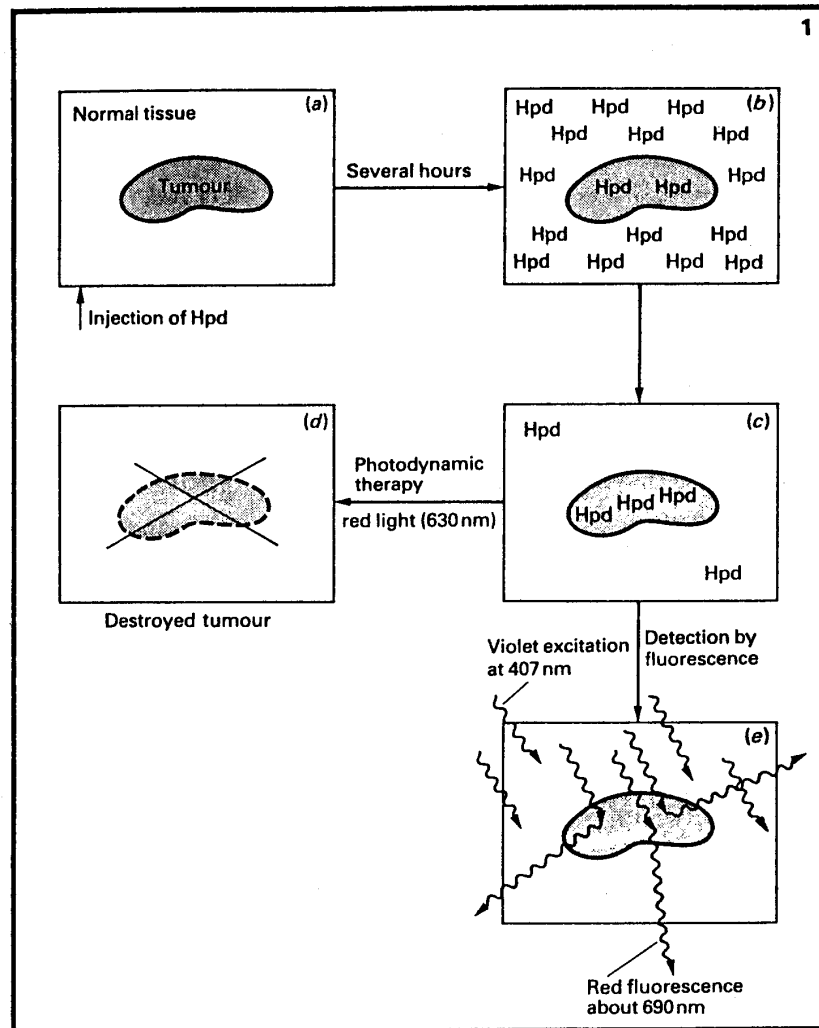 1
(a)
Normal tissue
Tumour
Injection of Hpd
Several hours
(b)
Hpd Hpd Hpd
Hpd Hpd Hpd
Hpd Hpd Hpd Hpd
Hpd Hpd Hpd
Hpd Hpd Hpd Hpd
(c)
Hpd
Hpd Hpd Hpd
Hpd
Photodynamic
therapy
red light (630 nm)
(d)
Destroyed tumour
Violet excitation
at 407 nm
Detection by
fluorescence
(e)
Red fluorescence
about 690 nm